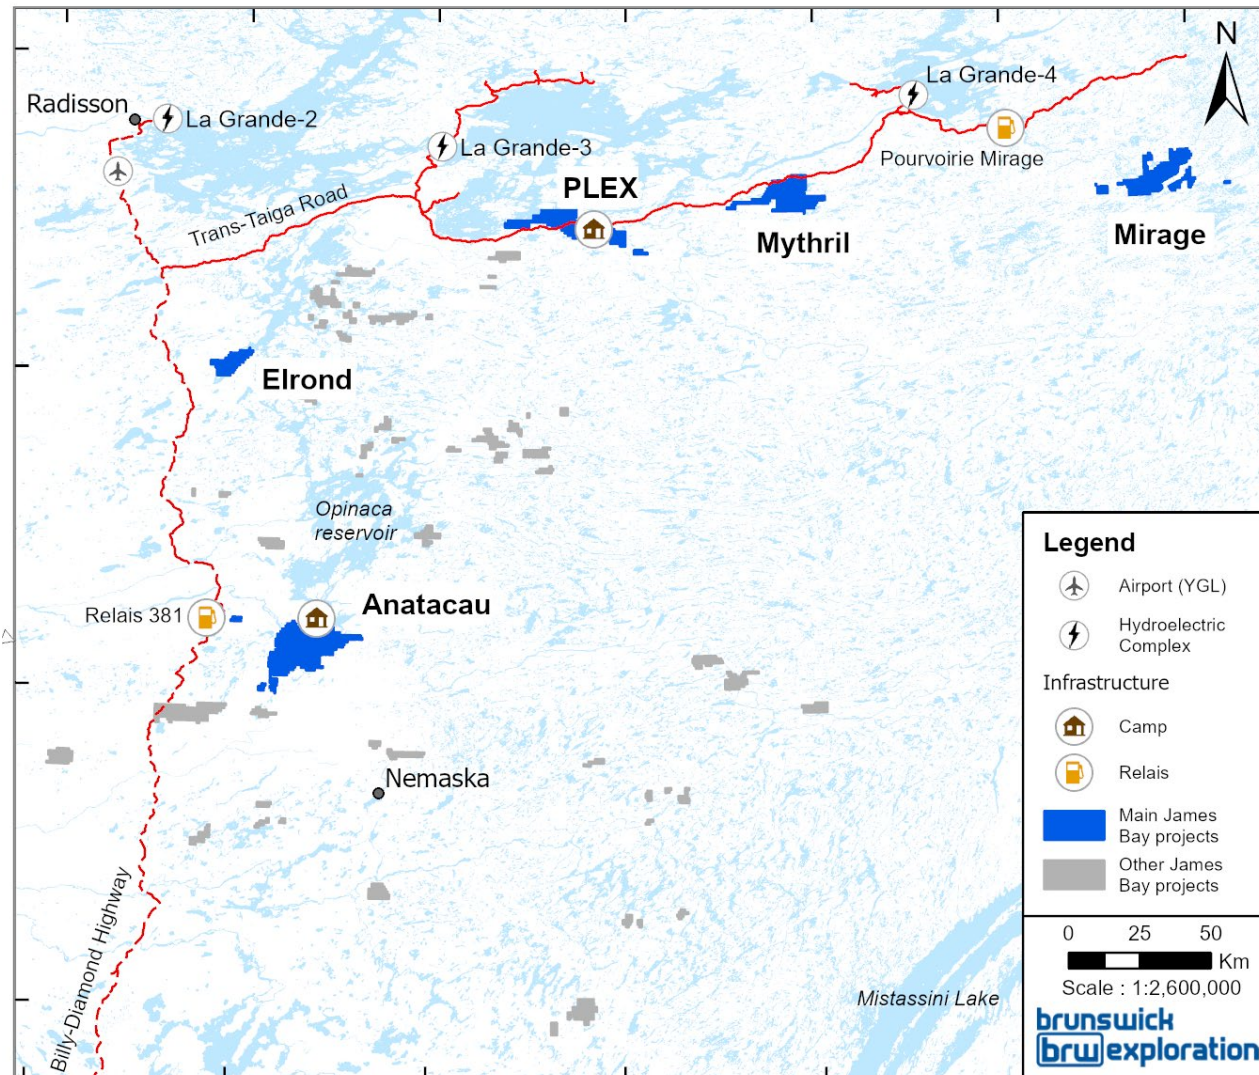 N
La Grande-4
Radisson
La Grande-2
La Grande-3
Pourvoirie Mirage
PLEX
Trans-Taiga Road
Mythril
Mirage
Elrond
Opinaca
reservoir
Relais 381
Anatacau
Nemaska
Billy-Diamond Highway
Mistassini Lake
Legend
Airport (YGL)
Hydroelectric
Complex
Infrastructure
Camp
Relais
Main James
Bay projects
Other James
Bay projects
0 25 50
Km
Scale : 1:2,600,000
brunswick
brw exploration